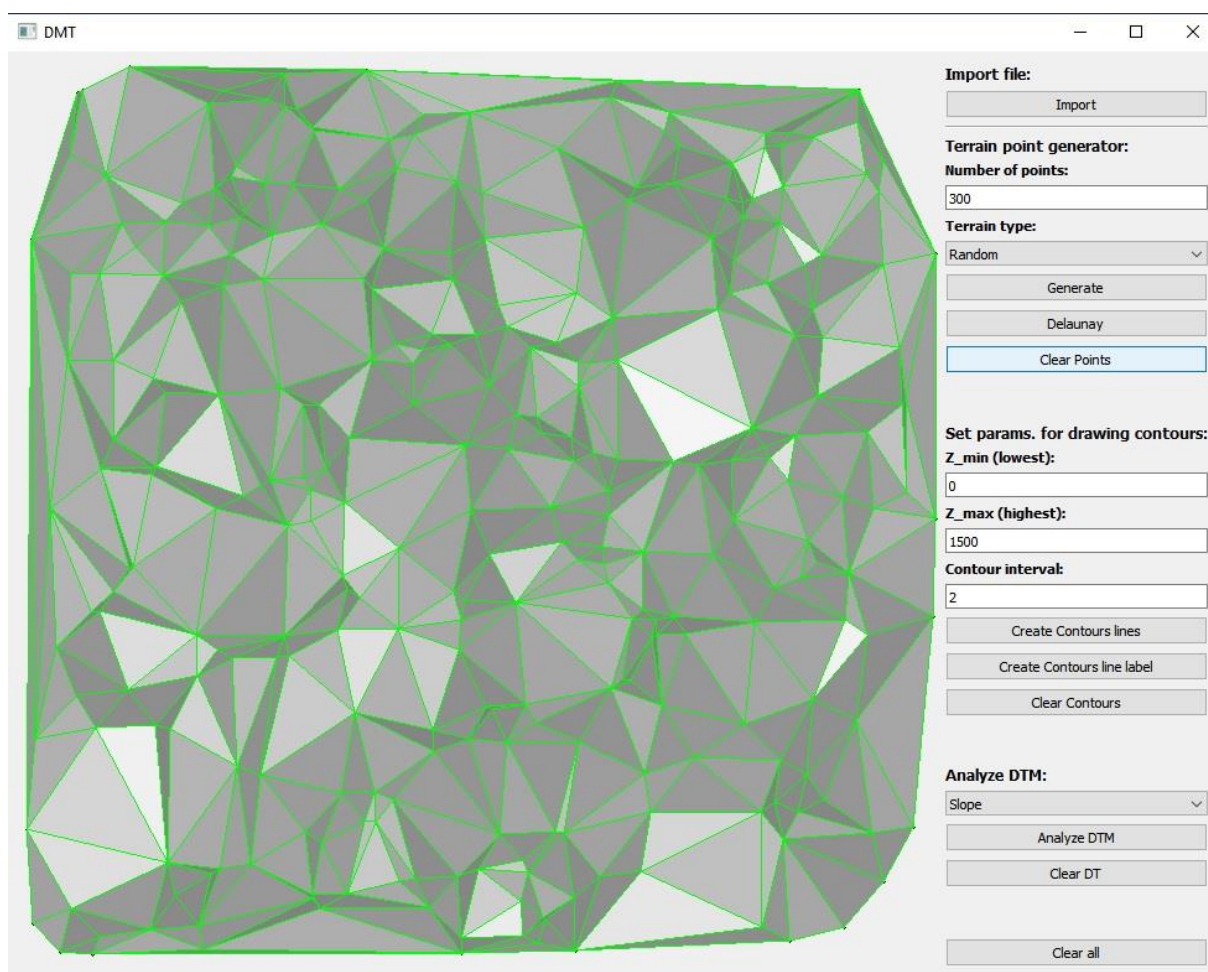 DMT
Import file:
Import
Terrain point generator:
Number of points:
300
Terrain type:
Random
Generate
Delaunay
Clear Points
Set params. for drawing contours:
Z_min (lowest):
0
Z_max (highest):
1500
Contour interval:
2
Create Contours lines
Create Contours line label
Clear Contours
Analyze DTM:
Slope
Analyze DTM
Clear DT
Clear all